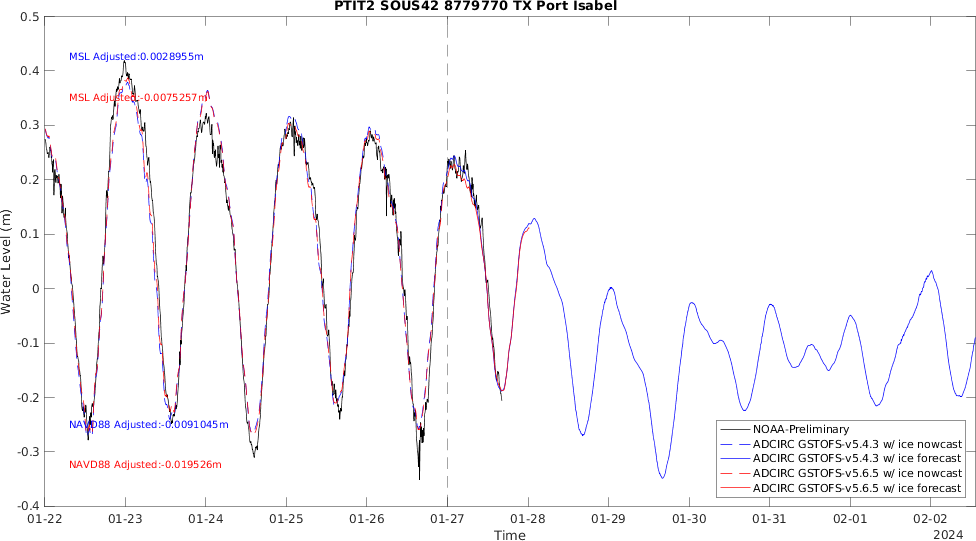 PTIT2 SOUS42 8779770 TX Port Isabel
0.5
0.4
0.3
0.2
0.1
0
-0.1
-0.2
-0.3
-0.4
Water Level (m)
MSL Adjusted:0.0028955m
MSL Adjusted:-0.0075257m
NAVD88 Adjusted:-0.0091045m
NAVD88 Adjusted:-0.019526m
NOAA-Preliminary
ADCIRC GSTOFS-v5.4.3 w/ ice nowcast
ADCIRC GSTOFS-v5.4.3 w/ ice forecast
ADCIRC GSTOFS-v5.6.5 w/ ice nowcast
ADCIRC GSTOFS-v5.6.5 w/ ice forecast
01-22 01-23 01-24 01-25 01-26 01-27 01-28 01-29 01-30 01-31 02-01 02-02
Time
2024